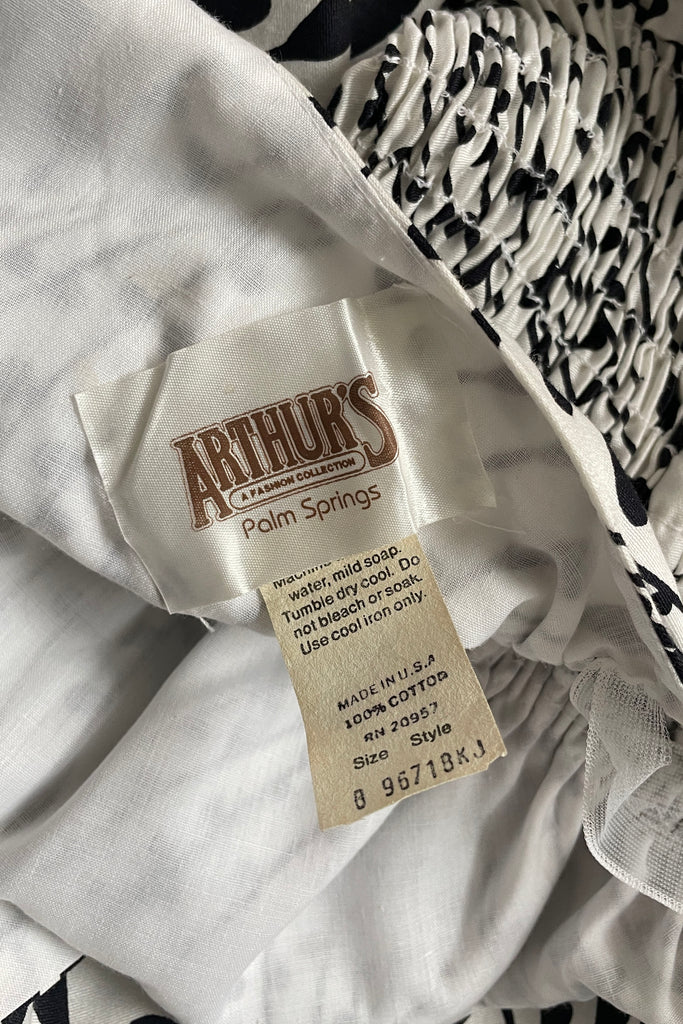 ARTHUR'S
A FASHION COLLECTION
Palm Springs
water, mild soap.
Tumble dry cool. Do
not bleach or soak.
Use cool iron only.
MADE IN U.S.A
100% COTTON
RN 20957
Size Style
8 96718KJ